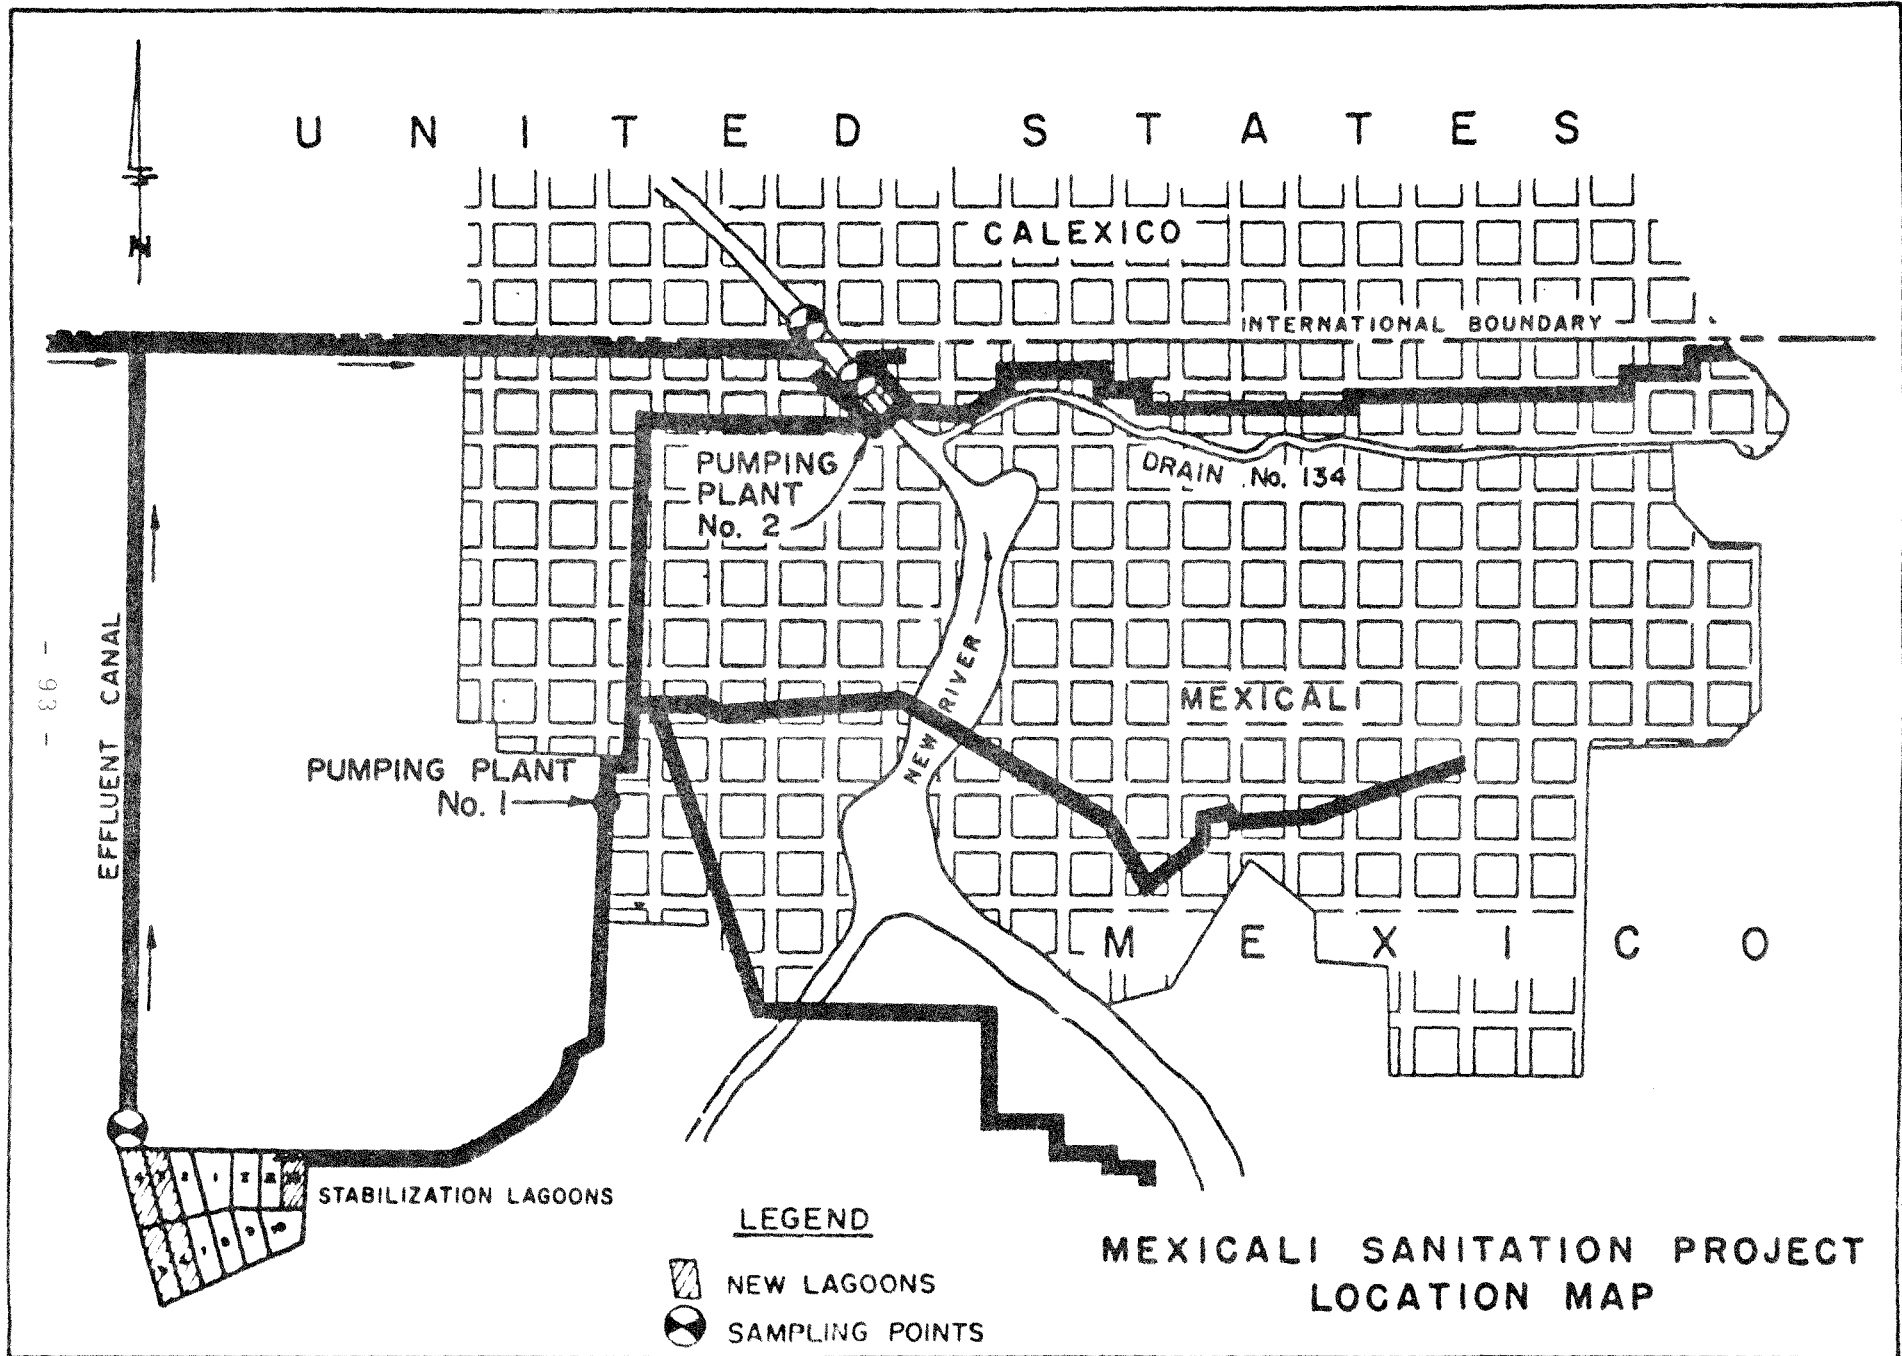 UNITED STATES
N
CALEXICO
INTERNATIONAL BOUNDARY
PUMPING
PLANT
No. 2
DRAIN No. 134
EFFLUENT CANAL
- 93 -
NEW RIVER
MEXICALI
PUMPING PLANT
No. 1
MEXICO
STABILIZATION LAGOONS
LEGEND
NEW LAGOONS
SAMPLING POINTS
MEXICALI SANITATION PROJECT
LOCATION MAP